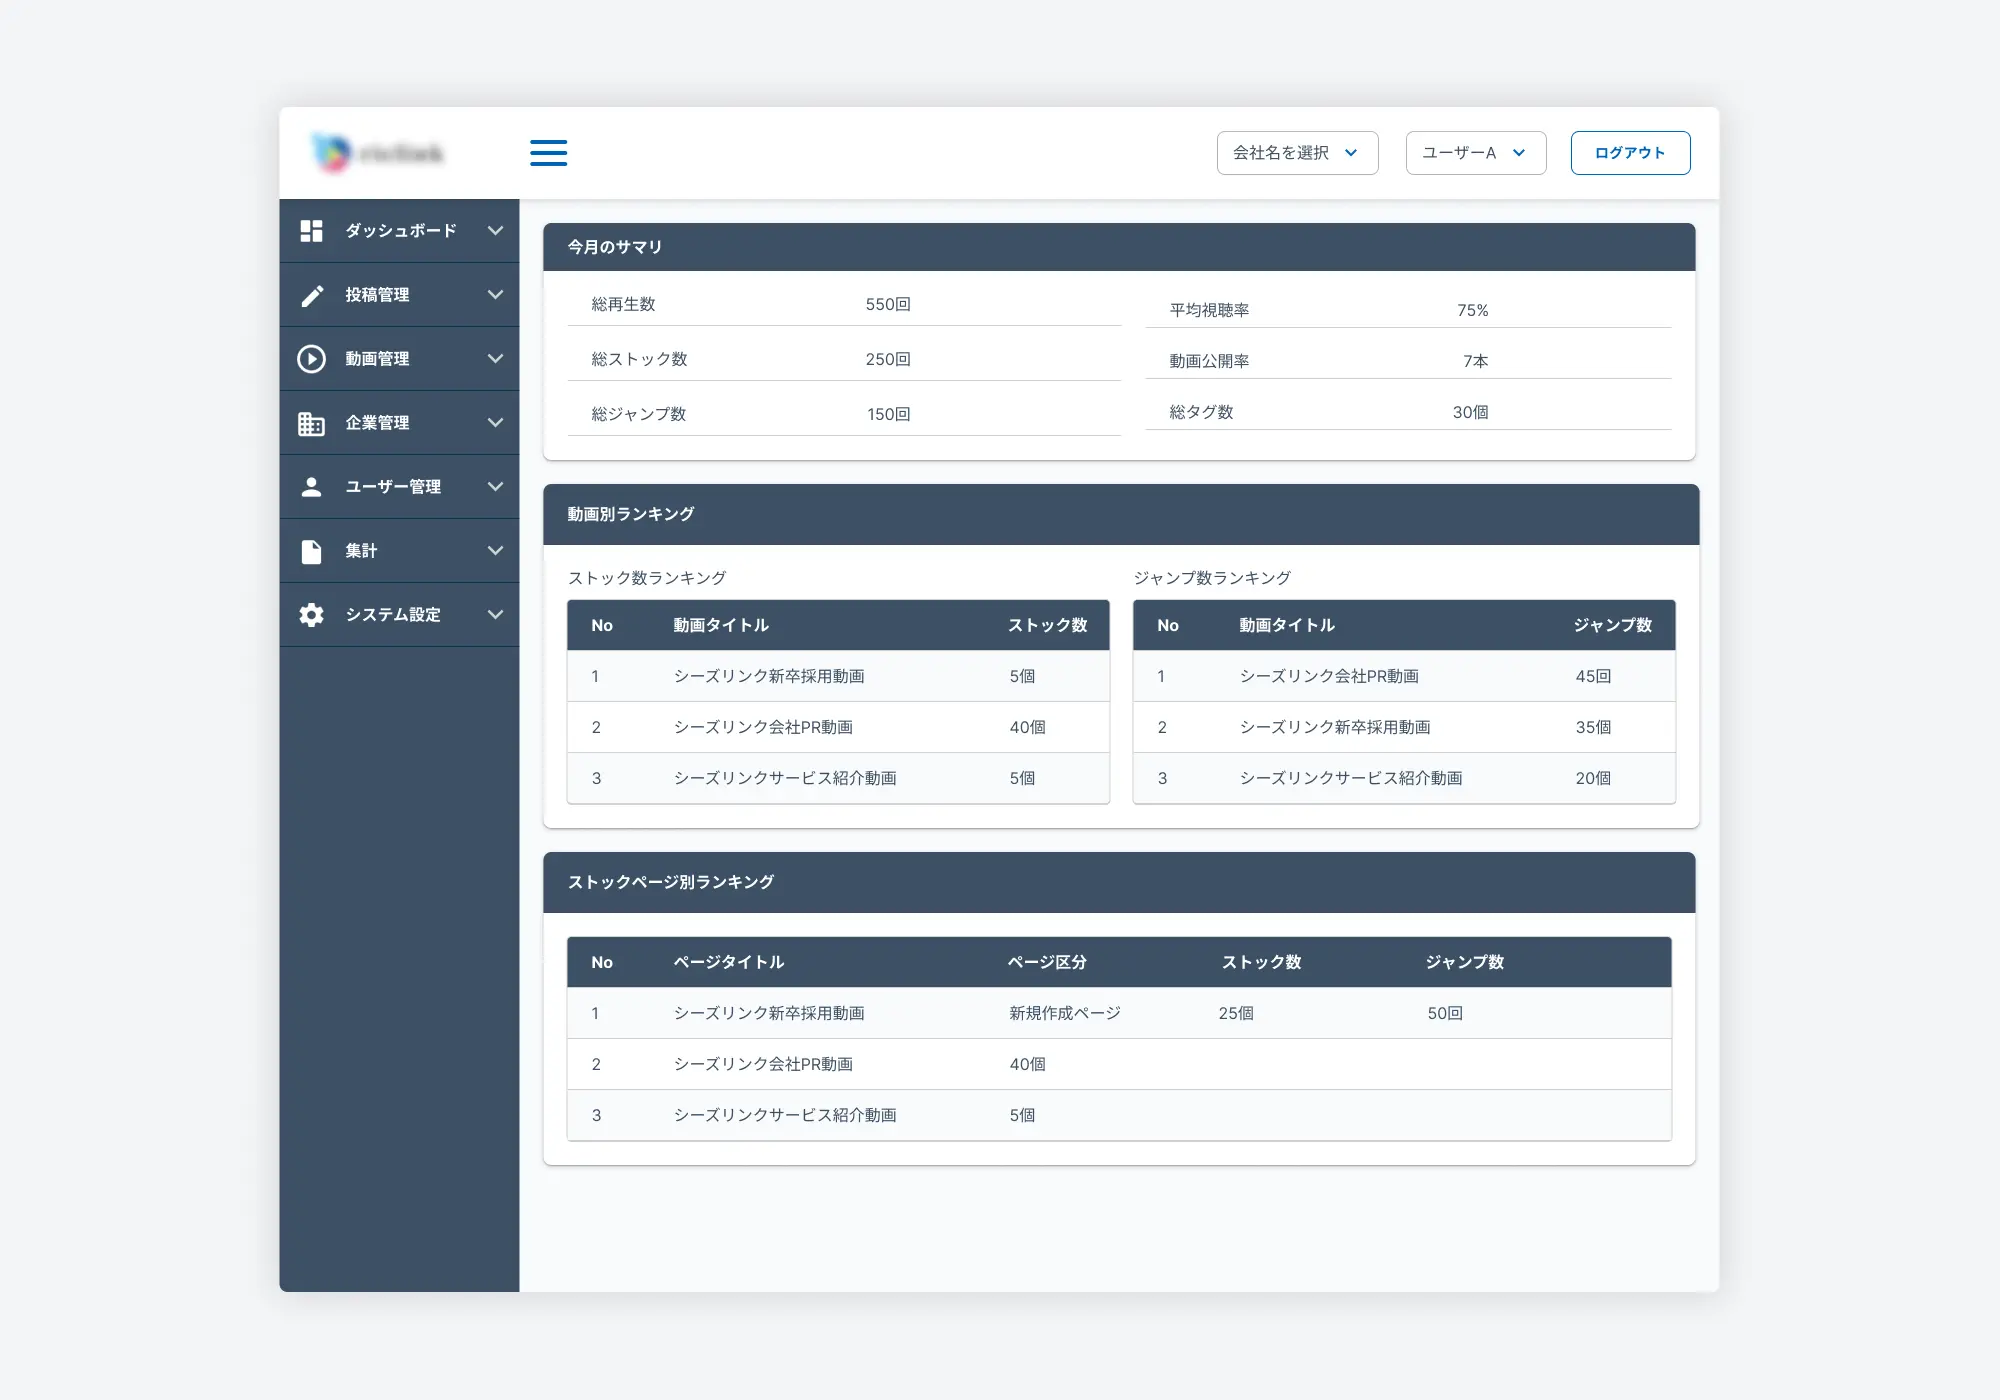 会社名を選択
ユーザーA
ログアウト
ダッシュボード
投稿管理
動画管理
企業管理
ユーザー管理
集計
システム設定
今月のサマリ
総再生数 550回
総ストック数 250回
総ジャンプ数 150回
平均視聴率 75%
動画公開率 7本
総タグ数 30個
動画別ランキング
ストック数ランキング
No 動画タイトル ストック数
1 シーズリンク新卒採用動画 5個
2 シーズリンク会社PR動画 40個
3 シーズリンクサービス紹介動画 5個
ジャンプ数ランキング
No 動画タイトル ジャンプ数
1 シーズリンク会社PR動画 45回
2 シーズリンク新卒採用動画 35個
3 シーズリンクサービス紹介動画 20個
ストックページ別ランキング
No ページタイトル ページ区分 ストック数 ジャンプ数
1 シーズリンク新卒採用動画 新規作成ページ 25個 50回
2 シーズリンク会社PR動画 40個
3 シーズリンクサービス紹介動画 5個